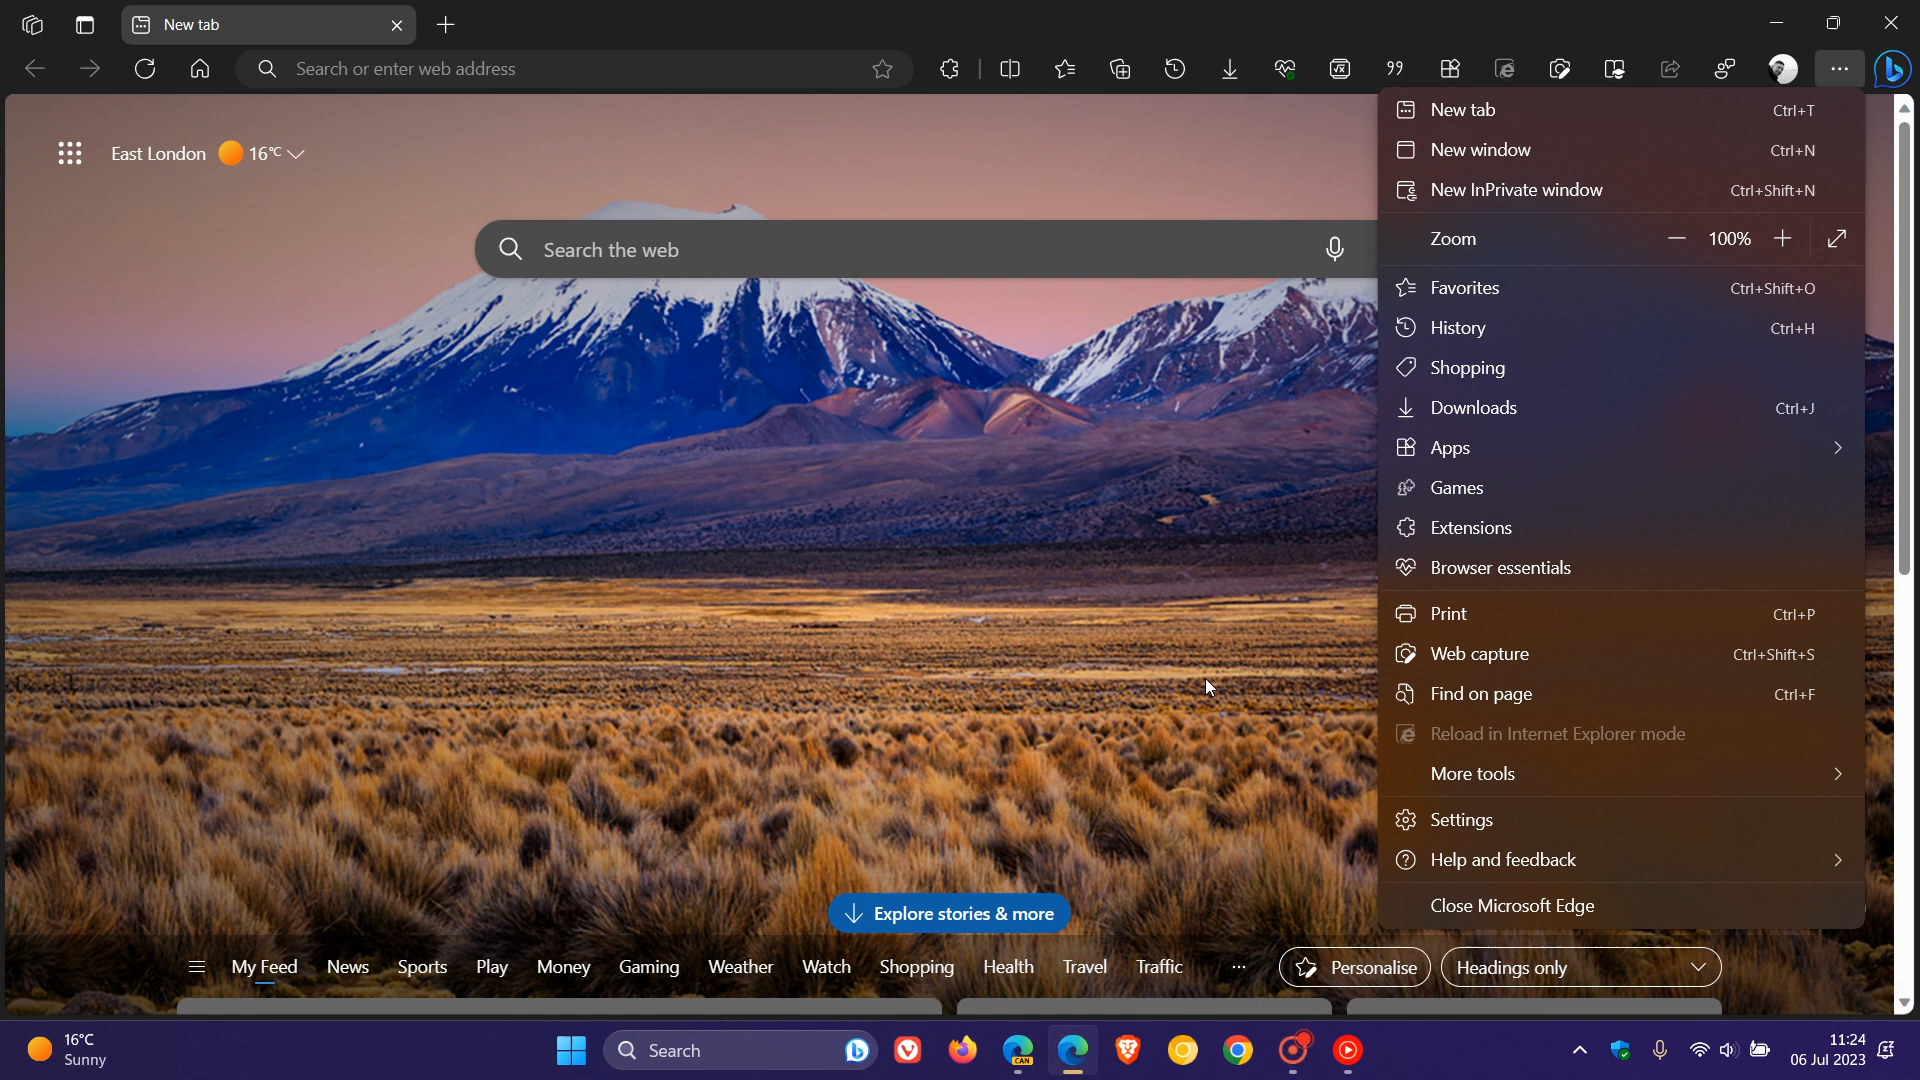 New tab
Search or enter web address
East London 16°C
Search the web
New tab Ctrl+T
New window Ctrl+N
New InPrivate window Ctrl+Shift+N
Zoom 100%
Favorites Ctrl+Shift+O
History Ctrl+H
Shopping
Downloads Ctrl+J
Apps
Games
Extensions
Browser essentials
Print Ctrl+P
Web capture Ctrl+Shift+S
Find on page Ctrl+F
Reload in Internet Explorer mode
More tools
Settings
Help and feedback
Close Microsoft Edge
Explore stories & more
My Feed News Sports Play Money Gaming Weather Watch Shopping Health Travel Traffic Personalise Headings only
16°C
Sunny
Search
CAN
11:24
06 Jul 2023